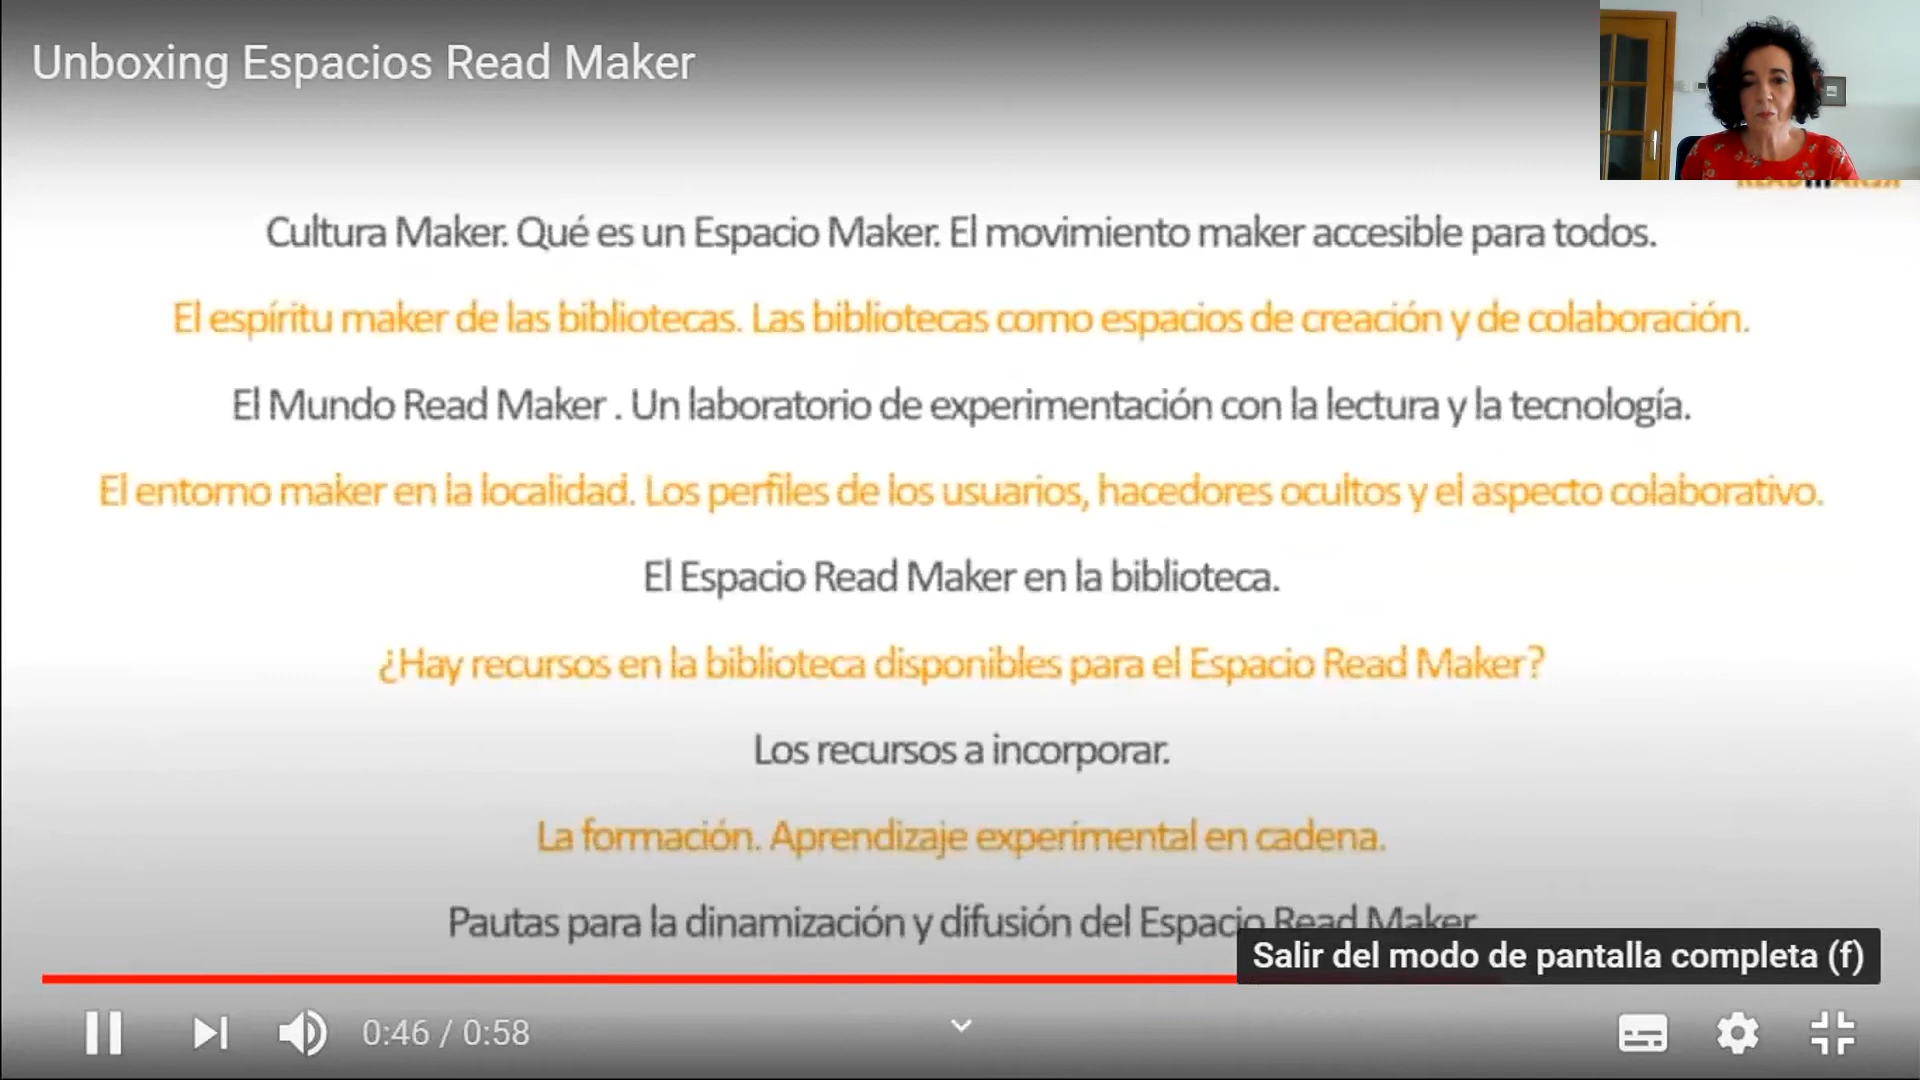 Unboxing Espacios Read Maker
Cultura Maker. Qué es un Espacio Maker. El movimiento maker accesible para todos.
El espíritu maker de las bibliotecas. Las bibliotecas como espacios de creación y de colaboración.
El Mundo Read Maker . Un laboratorio de experimentación con la lectura y la tecnología.
El entorno maker en la localidad. Los perfiles de los usuarios, hacedores ocultos y el aspecto colaborativo.
El Espacio Read Maker en la biblioteca.
¿Hay recursos en la biblioteca disponibles para el Espacio Read Maker?
Los recursos a incorporar.
La formación. Aprendizaje experimental en cadena.
Pautas para la dinamización y difusión del Espacio Read Maker
Salir del modo de pantalla completa (f)
0:46 / 0:58